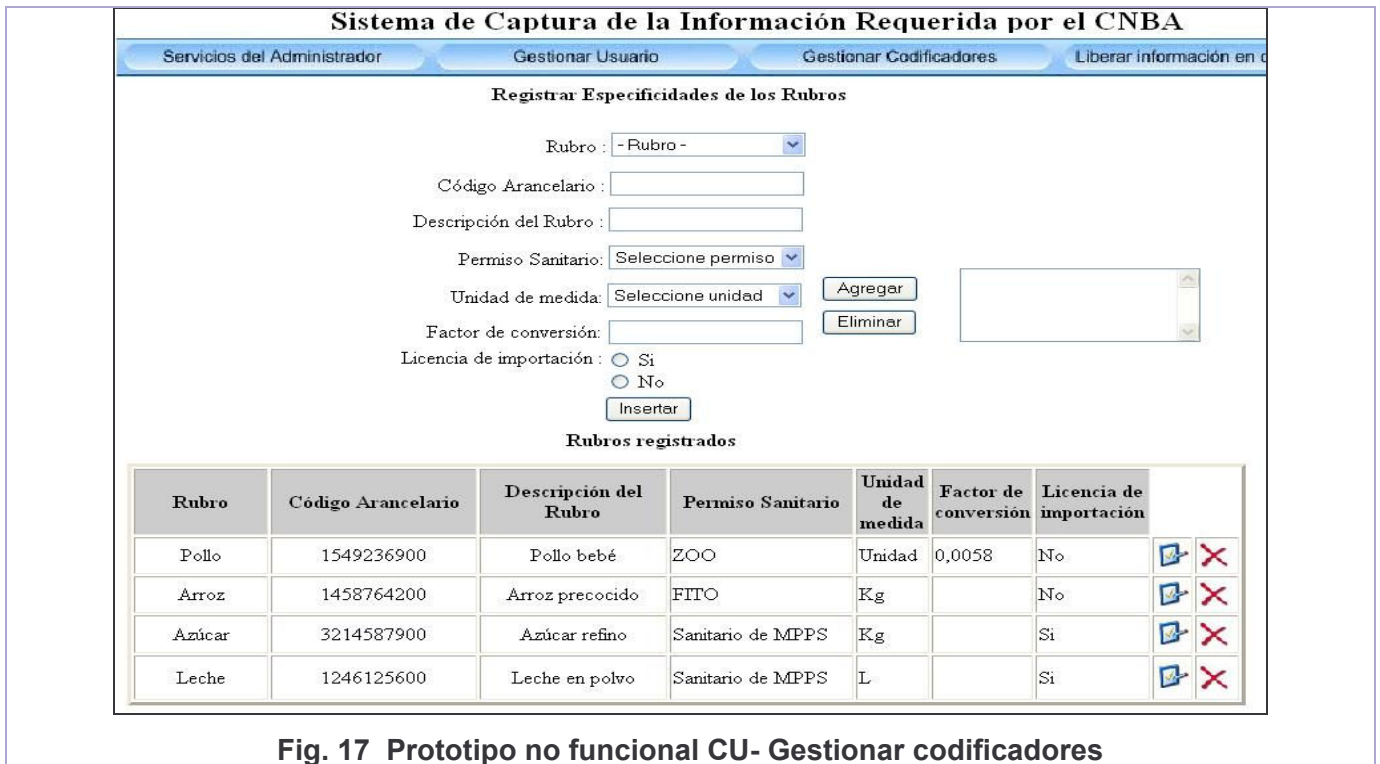 Sistema de Captura de la Información Requerida por el CNBA
Servicios del Administrador Gestionar Usuario Gestionar Codificadores Liberar información en
Registrar Especificidades de los Rubros
Rubro : - Rubro -
Código Arancelario :
Descripción del Rubro :
Permiso Sanitario: Seleccione permiso
Unidad de medida: Seleccione unidad Agregar
Eliminar
Factor de conversión:
Licencia de importación : Si
No
Insertar
Rubros registrados
Rubro Código Arancelario Descripción del Rubro Permiso Sanitario Unidad de medida Factor de conversión Licencia de importación
Pollo 1549236900 Pollo bebé ZOO Unidad 0,0058 No
Arroz 1458764200 Arroz precocido FITO Kg No
Azúcar 3214587900 Azúcar refino Sanitario de MPPS Kg Si
Leche 1246125600 Leche en polvo Sanitario de MPPS L Si
Fig. 17 Prototipo no funcional CU- Gestionar codificadores